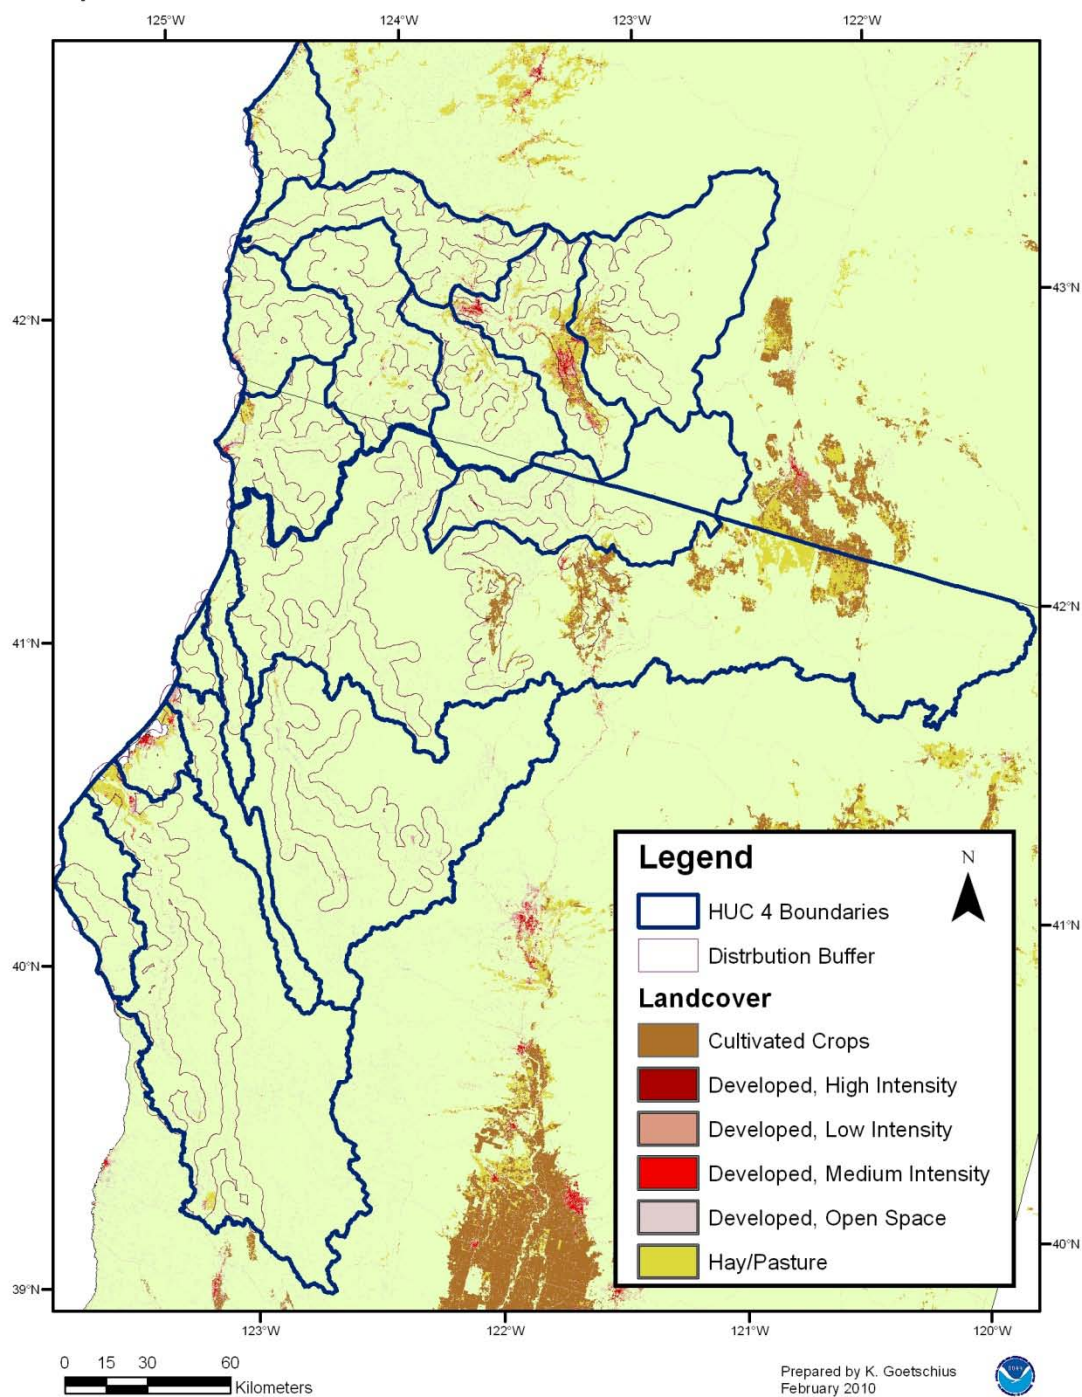 125°W 124°W 123°W 122°W
43°N
42°N
42°N
41°N
41°N
40°N
40°N
39°N
Legend
N
HUC 4 Boundaries
Distrbution Buffer
Landcover
Cultivated Crops
Developed, High Intensity
Developed, Low Intensity
Developed, Medium Intensity
Developed, Open Space
Hay/Pasture
123°W 122°W 121°W 120°W
0 15 30 60
Kilometers
Prepared by K. Goetschius
February 2010
NOAA